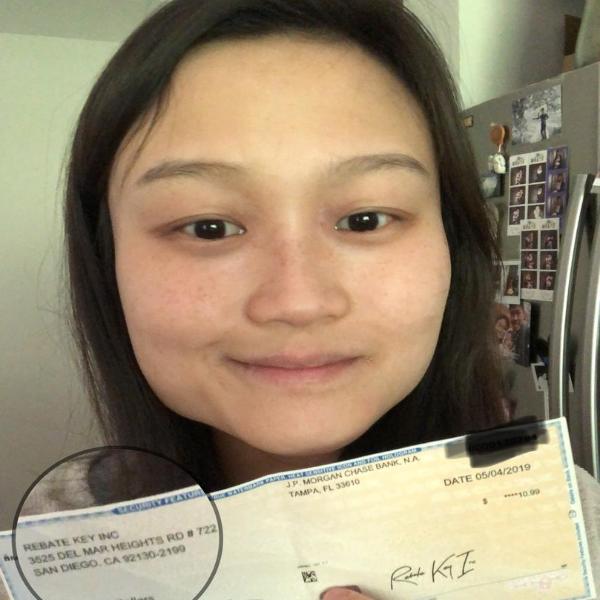 SECURITY FEATUR
WATERMARK PAPER, HEAT SENSITIVE ICON AND FOIL HOLOGRAM
REBATE KEY INC
3525 DEL MAR HEIGHTS RD # 722
SAN DIEGO, CA 92130-2199
J.P. MORGAN CHASE BANK, N.A.
TAMPA, FL 33610
DATE 05/04/2019
$ ****10.99
Rebate Key Inc
Dollars